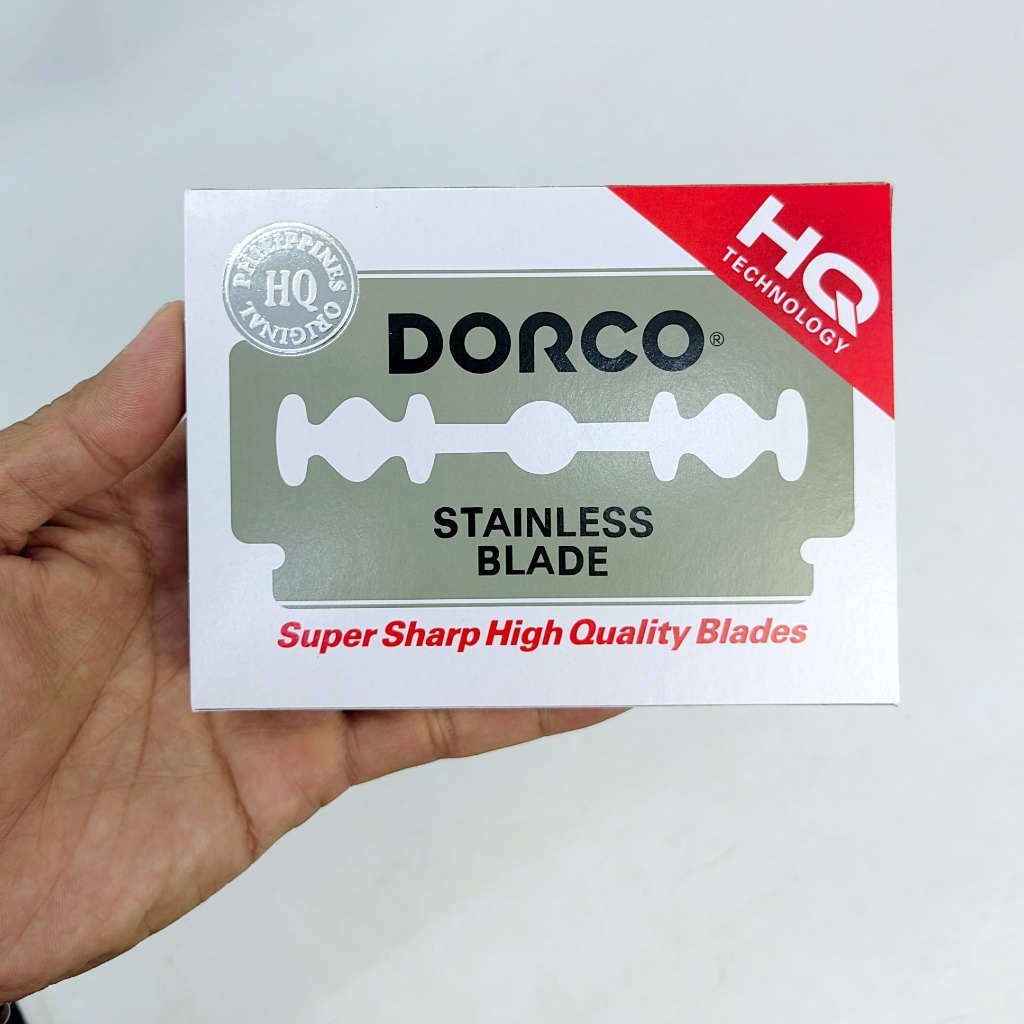 PHILIPPINES
HQ
ORIGINAL
HQ
TECHNOLOGY
DORCO®
STAINLESS
BLADE
Super Sharp High Quality Blades